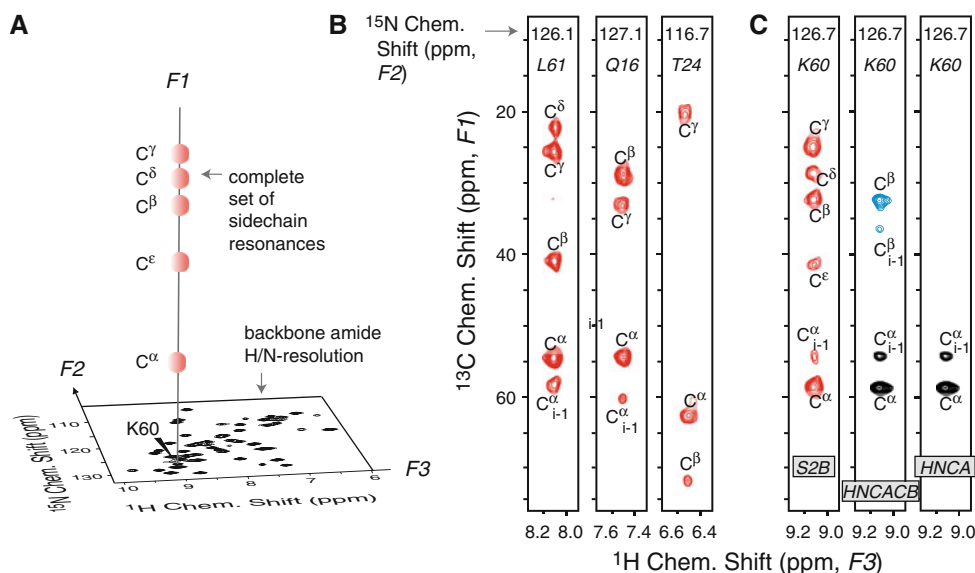 A
F1
Cγ
Cδ
Cβ
Cε
Cα
complete
set of
sidechain
resonances
backbone amide
H/N-resolution
F2
110
120
130
15N Chem. Shift (ppm)
K60
10
9
8
7
6
F3
1H Chem. Shift (ppm)
B
15N Chem.
Shift (ppm,
F2)
126.1
127.1
116.7
L61
Q16
T24
13C Chem. Shift (ppm, F1)
20
40
60
Cδ
Cγ
Cβ
Cα
Cα i-1
Cβ
Cγ
i-1
Cα
Cα i-1
Cγ
Cα
Cβ
8.2 8.0
7.6 7.4
6.6 6.4
C
126.7
126.7
126.7
K60
K60
K60
Cγ
Cδ
Cβ
Cε
Cα i-1
Cα
S2B
Cβ
Cβ i-1
Cα i-1
Cα
HNCACB
Cα i-1
Cα
HNCA
9.2 9.0
9.2 9.0
9.2 9.0
1H Chem. Shift (ppm, F3)